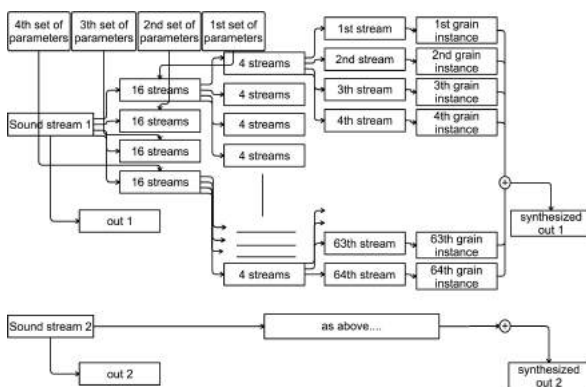 4th set of parameters
3th set of parameters
2nd set of parameters
1st set of parameters
1st stream
1st grain instance
4 streams
2nd stream
2nd grain instance
16 streams
4 streams
3th stream
3th grain instance
Sound stream 1
16 streams
4 streams
4th stream
4th grain instance
16 streams
4 streams
16 streams
out 1
synthesized out 1
63th stream
63th grain instance
4 streams
64th stream
64th grain instance
Sound stream 2
as above....
out 2
synthesized out 2